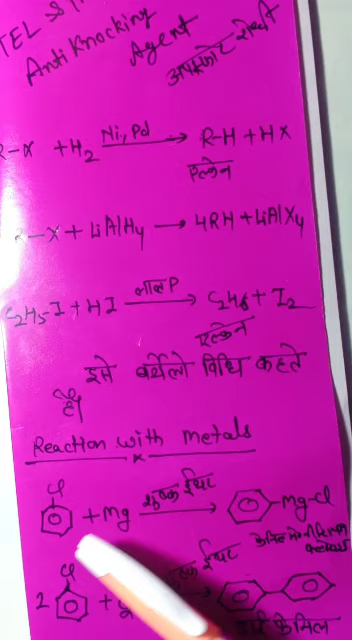 TEL
Anti Knocking
Agent
अपस्फोट रोधी
R-X + H2 Ni, Pd → R-H + HX
एल्केन
R-X + LiAlH4 → 4RH + LiAlX4
C2H5-I + HI लाल P → C2H6 + I2
एल्केन
इसे बर्थेलो विधि कहते
है।
Reaction with Metals
Cl
+ Mg शुष्क ईथर → -Mg-Cl
Cl
2 + शुष्क ईथर →
डाई फेनिल